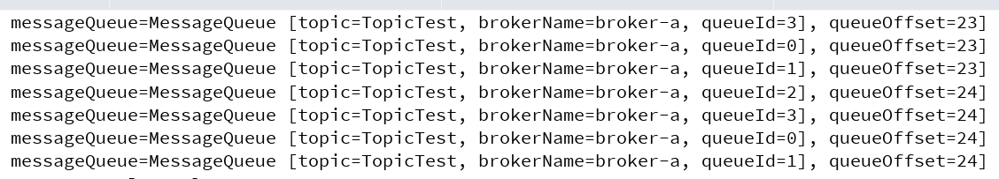 messageQueue=MessageQueue [topic=TopicTest, brokerName=broker-a, queueId=3], queueOffset=23]
messageQueue=MessageQueue [topic=TopicTest, brokerName=broker-a, queueId=0], queueOffset=23]
messageQueue=MessageQueue [topic=TopicTest, brokerName=broker-a, queueId=1], queueOffset=23]
messageQueue=MessageQueue [topic=TopicTest, brokerName=broker-a, queueId=2], queueOffset=24]
messageQueue=MessageQueue [topic=TopicTest, brokerName=broker-a, queueId=3], queueOffset=24]
messageQueue=MessageQueue [topic=TopicTest, brokerName=broker-a, queueId=0], queueOffset=24]
messageQueue=MessageQueue [topic=TopicTest, brokerName=broker-a, queueId=1], queueOffset=24]